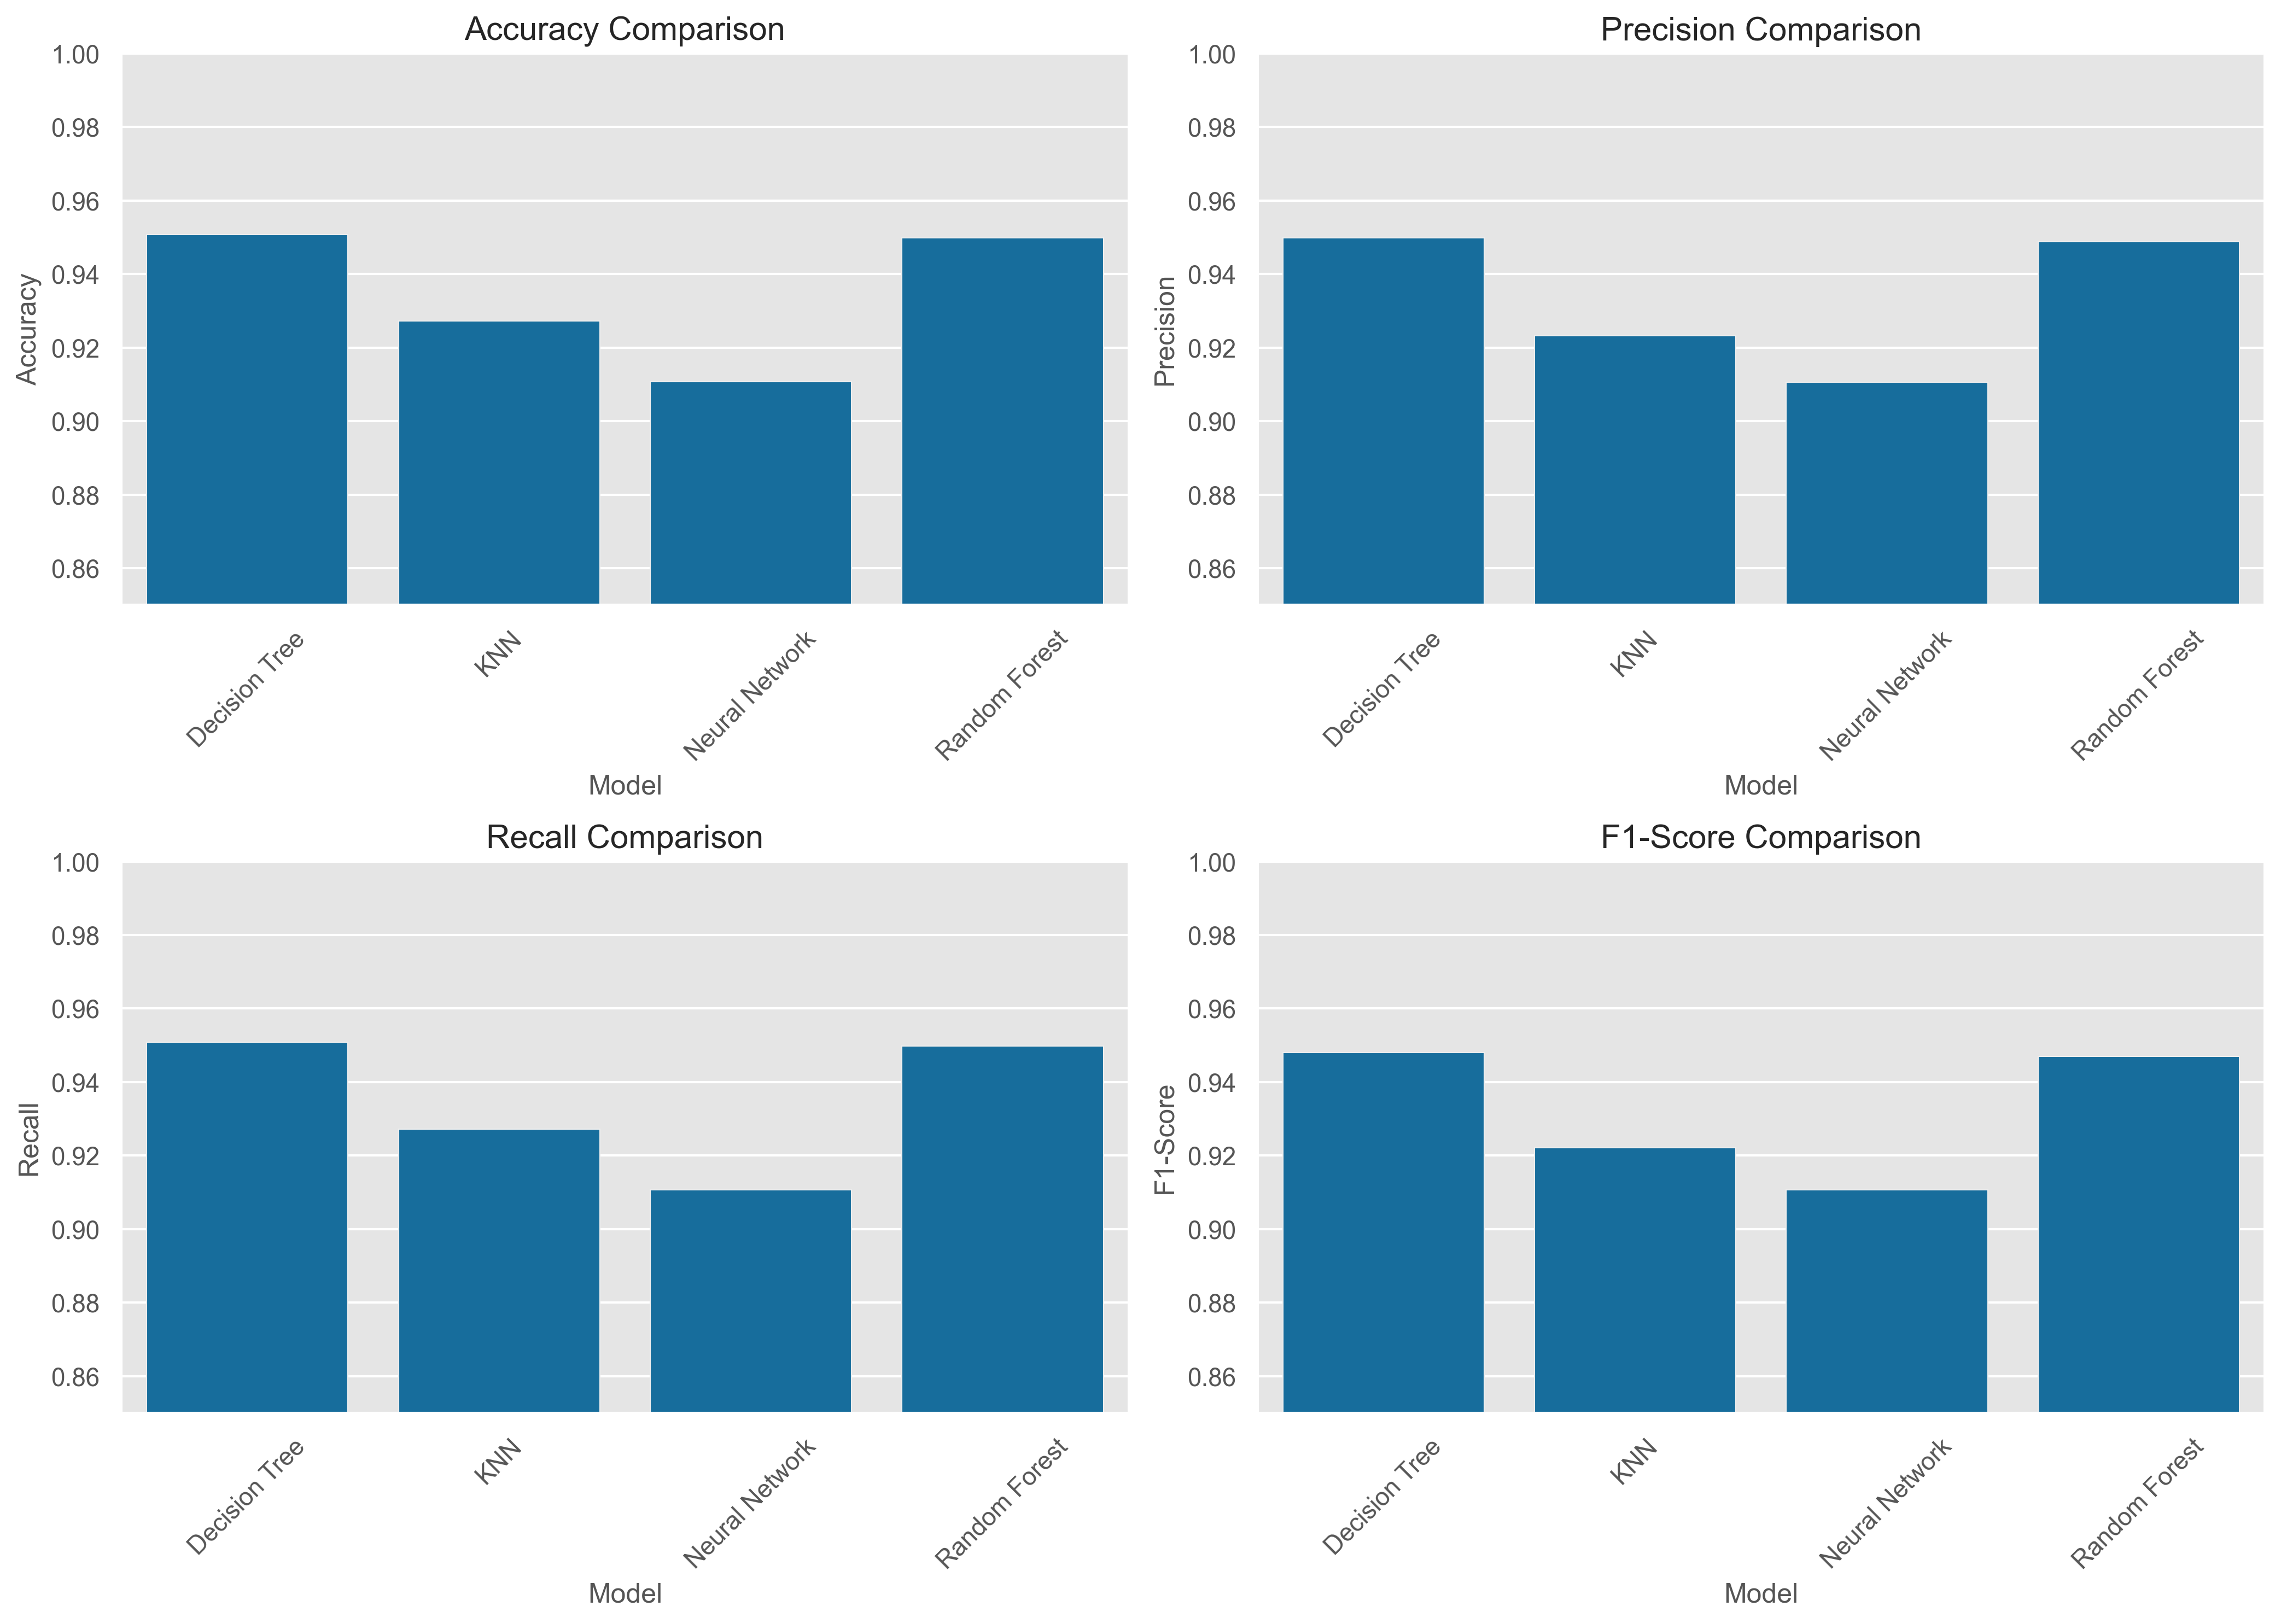 Accuracy Comparison
1.00
0.98
0.96
0.94
0.92
0.90
0.88
0.86
Accuracy
Decision Tree
KNN
Neural Network
Random Forest
Model
Precision Comparison
1.00
0.98
0.96
0.94
0.92
0.90
0.88
0.86
Precision
Decision Tree
KNN
Neural Network
Random Forest
Model
Recall Comparison
1.00
0.98
0.96
0.94
0.92
0.90
0.88
0.86
Recall
Decision Tree
KNN
Neural Network
Random Forest
Model
F1-Score Comparison
1.00
0.98
0.96
0.94
0.92
0.90
0.88
0.86
F1-Score
Decision Tree
KNN
Neural Network
Random Forest
Model